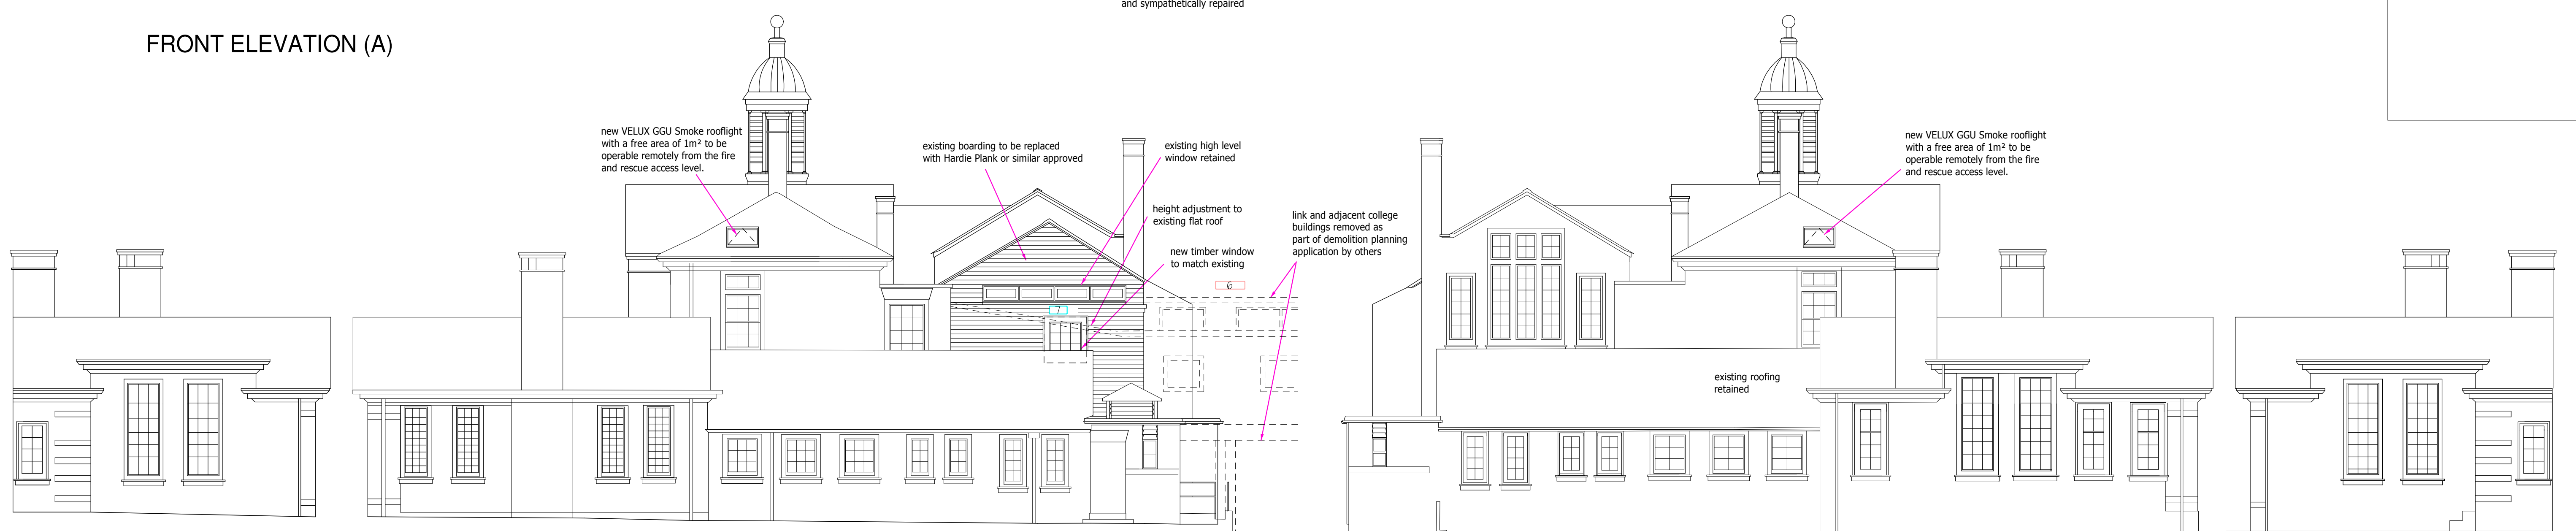 and sympathetically repaired
FRONT ELEVATION (A)
new VELUX GGU Smoke rooflight
with a free area of 1m² to be
operable remotely from the fire
and rescue access level.
existing boarding to be replaced
with Hardie Plank or similar approved
existing high level
window retained
height adjustment to
existing flat roof
new timber window
to match existing
link and adjacent college
buildings removed as
part of demolition planning
application by others
6
7
new VELUX GGU Smoke rooflight
with a free area of 1m² to be
operable remotely from the fire
and rescue access level.
existing roofing
retained